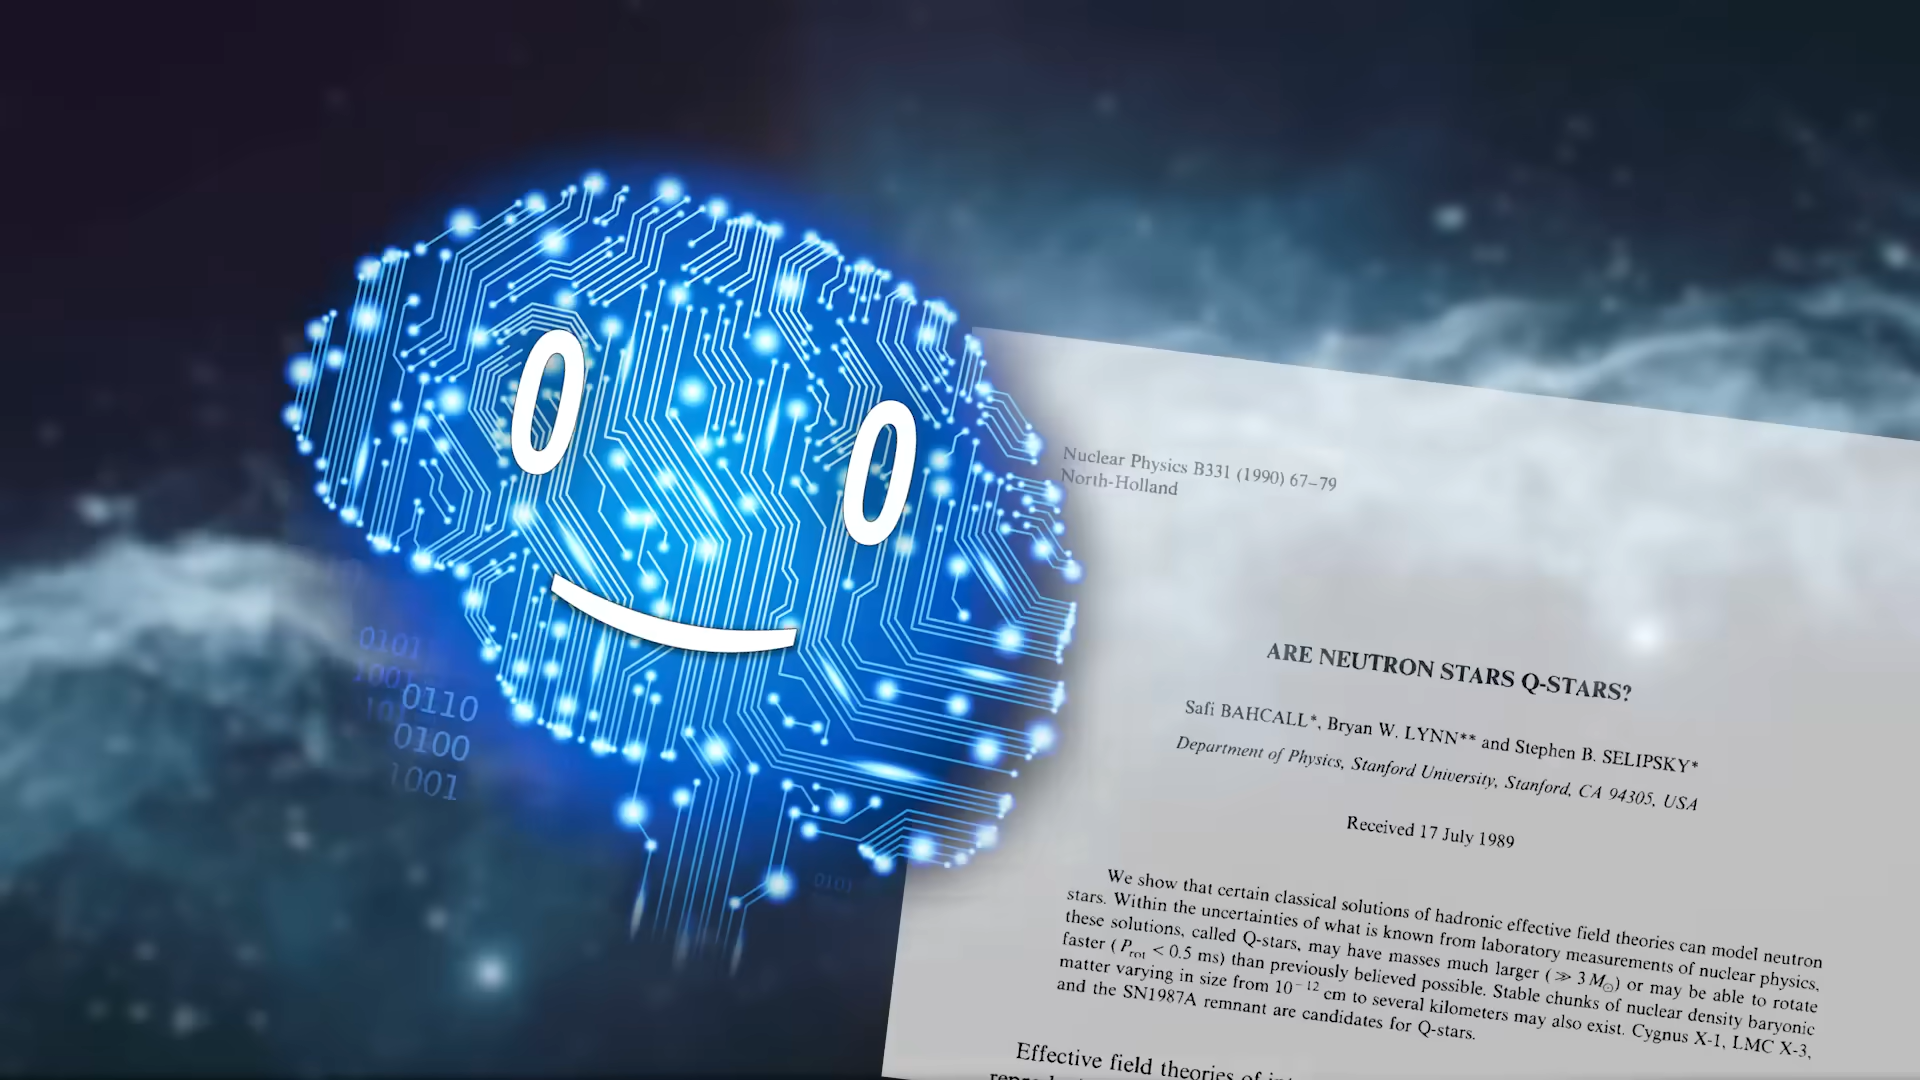 Nuclear Physics B331 (1990) 67–79
North-Holland
ARE NEUTRON STARS Q-STARS?
Safi BAHCALL*, Bryan W. LYNN** and Stephen B. SELIPSKY*
Department of Physics, Stanford University, Stanford, CA 94305, USA
Received 17 July 1989
We show that certain classical solutions of hadronic effective field theories can model neutron
stars. Within the uncertainties of what is known from laboratory measurements of nuclear physics,
these solutions, called Q-stars, may have masses much larger (≫ 3 M☉) or may be able to rotate
faster (P_rot < 0.5 ms) than previously believed possible. Stable chunks of nuclear density baryonic
matter varying in size from 10⁻¹² cm to several kilometers may also exist. Cygnus X-1, LMC X-3,
and the SN1987A remnant are candidates for Q-stars.
Effective field theories of
0101
1001
0110
0100
1001
0101